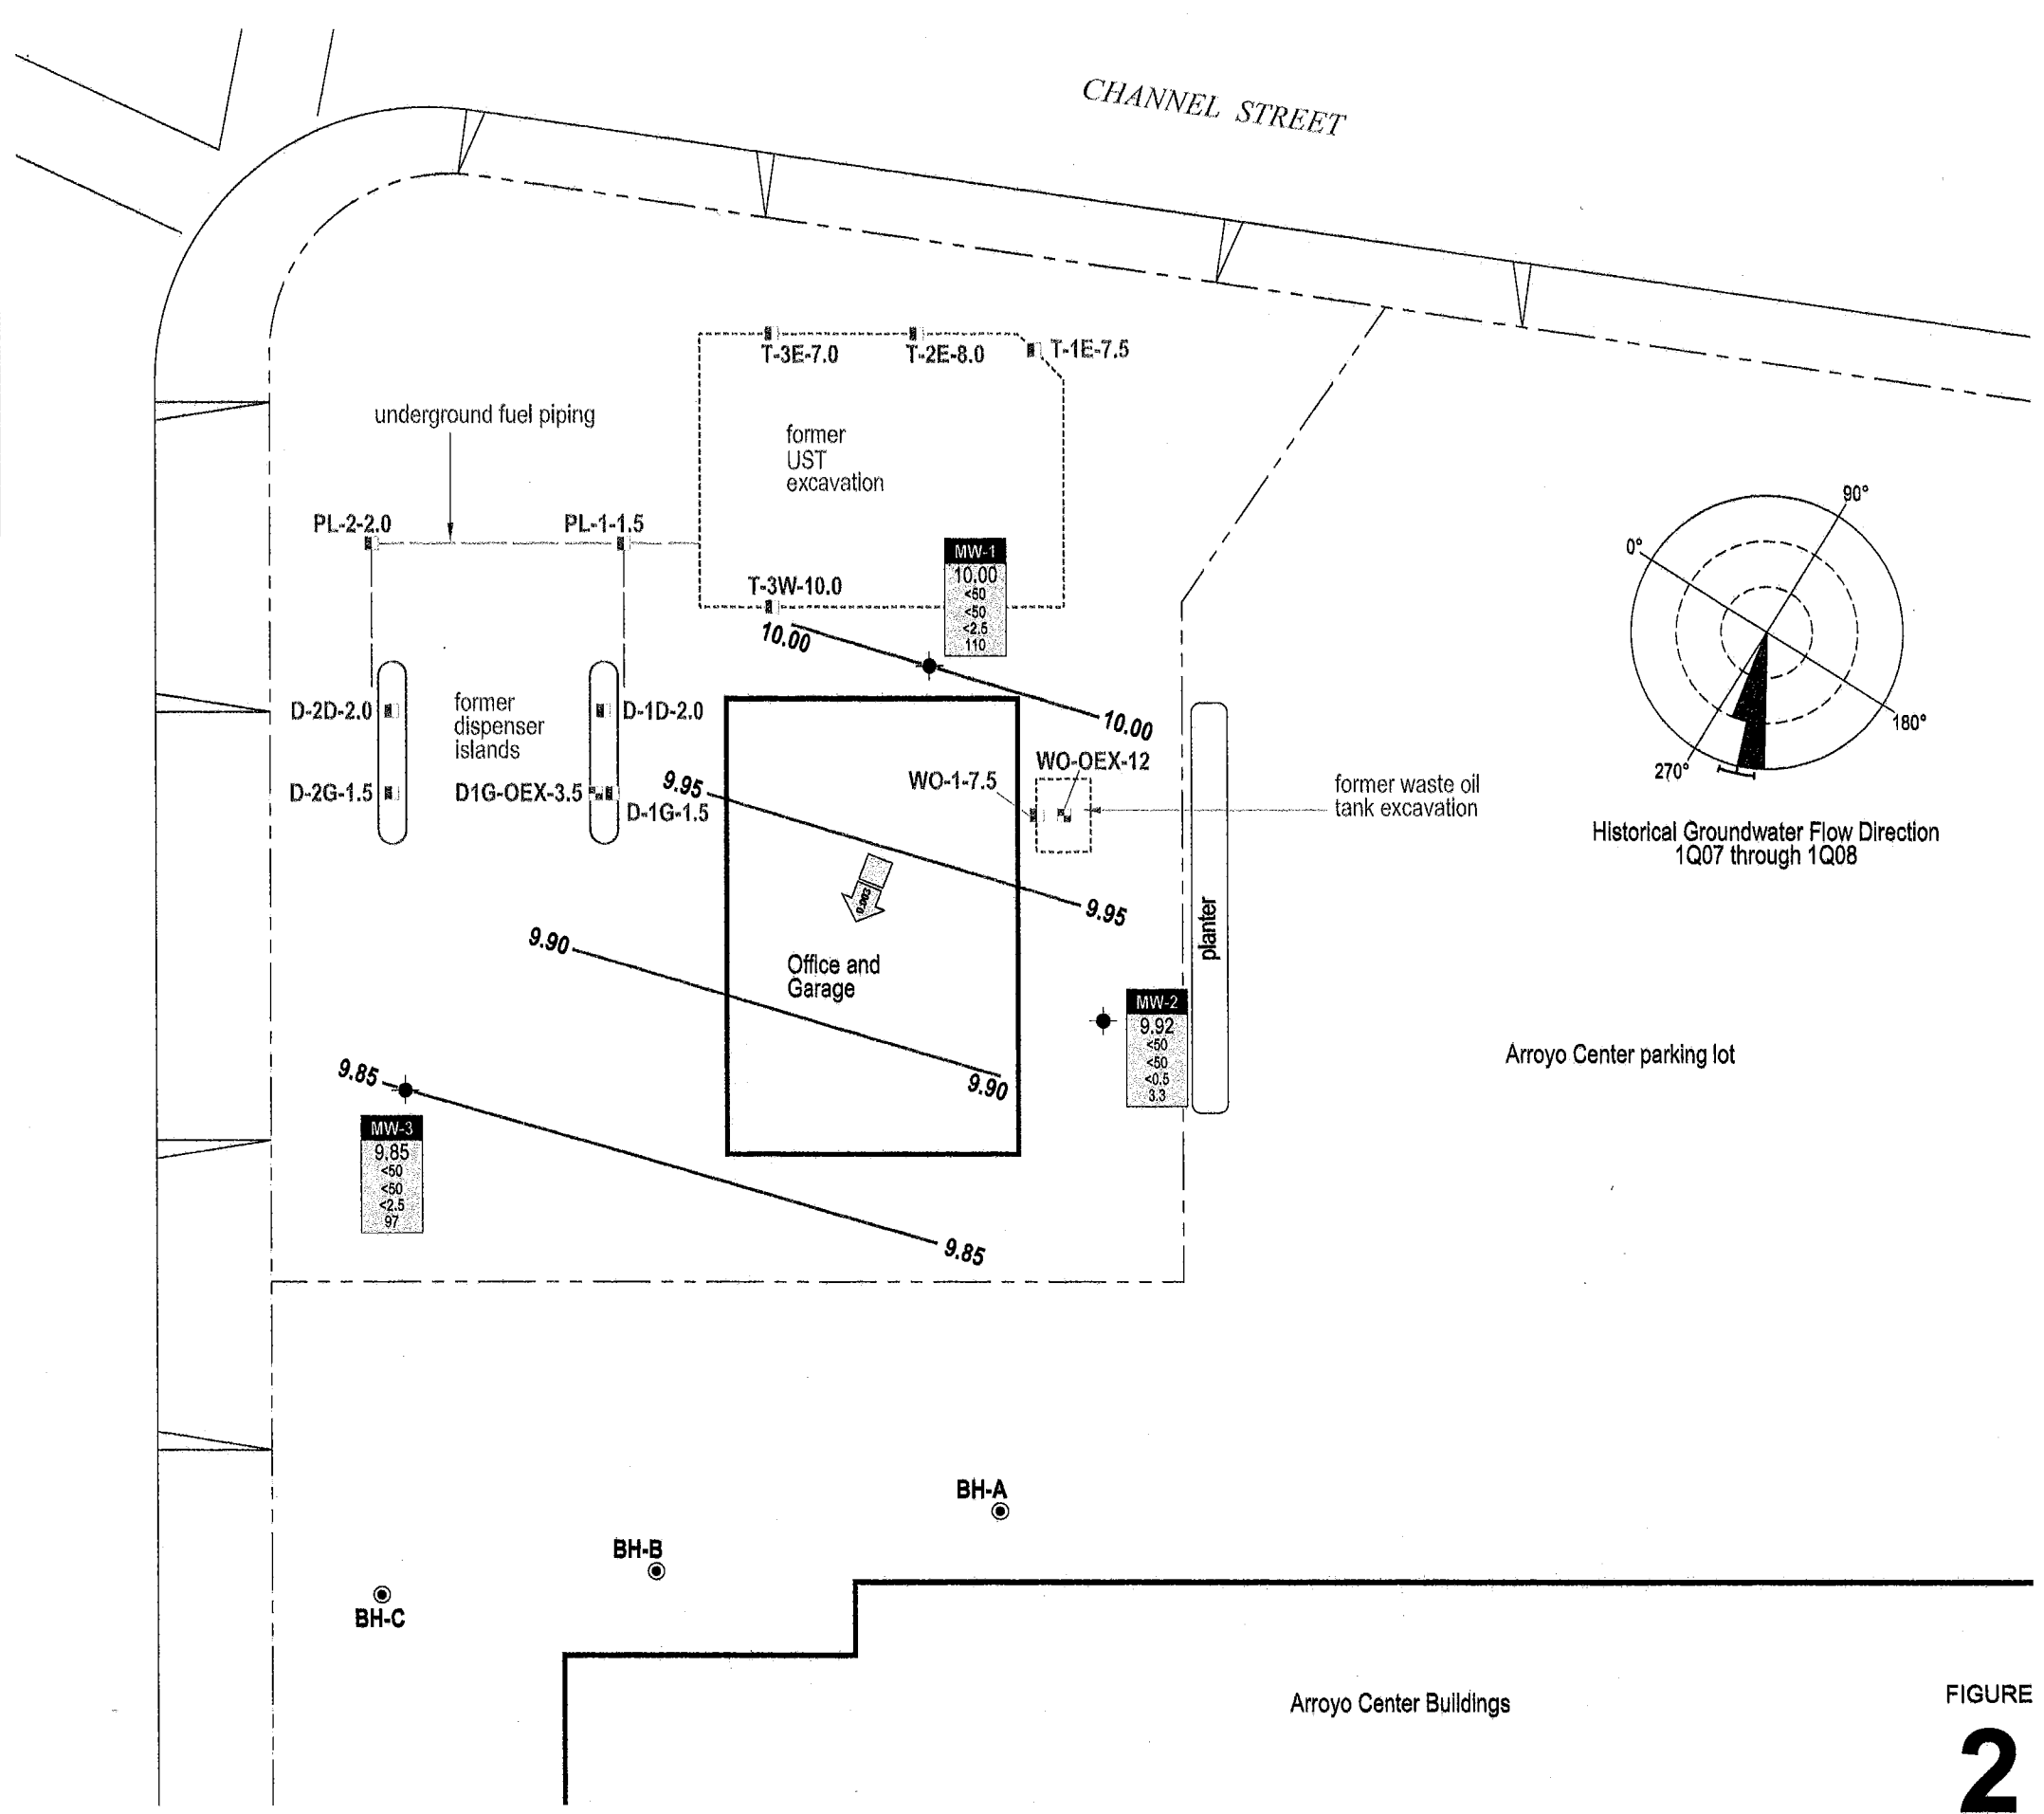 CHANNEL STREET
T-3E-7.0
T-2E-8.0
T-1E-7.5
underground fuel piping
former
UST
excavation
PL-2-2.0
PL-1-1.5
MW-1
10.00
<50
<50
<2.5
110
T-3W-10.0
10.00
10.00
90°
0°
180°
270°
Historical Groundwater Flow Direction
1Q07 through 1Q08
D-2D-2.0
former
dispenser
islands
D-1D-2.0
D-2G-1.5
D1G-OEX-3.5
D-1G-1.5
9.95
9.95
WO-1-7.5
WO-OEX-12
former waste oil
tank excavation
0.003
planter
9.90
9.90
Office and
Garage
MW-2
9.92
<50
<50
<0.5
3.3
Arroyo Center parking lot
9.85
9.85
MW-3
9.85
<50
<50
<2.5
97
BH-A
BH-B
BH-C
Arroyo Center Buildings
FIGURE
2